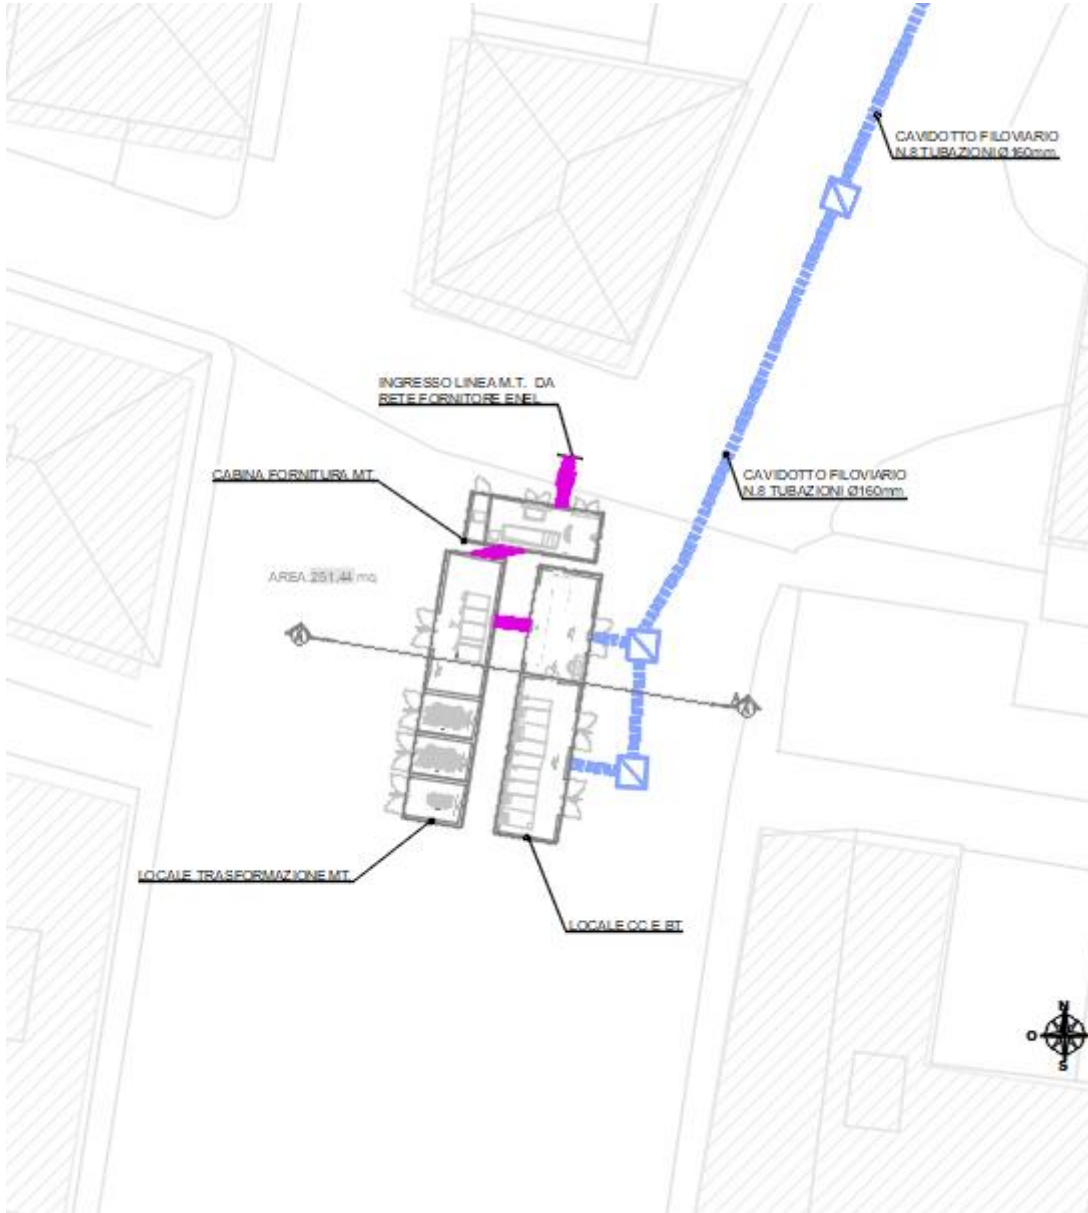 CAVIDOTTO FILOVIARIO
N.8 TUBAZIONI Ø160mm
INGRESSO LINEA M.T. DA
RETE FORNITORE ENEL
CABINA FORNITURA MT
CAVIDOTTO FILOVIARIO
N.8 TUBAZIONI Ø160mm
AREA 251.44 mq
A
A
A
LOCALE TRASFORMAZIONE MT
LOCALE CC E BT
N
O
S